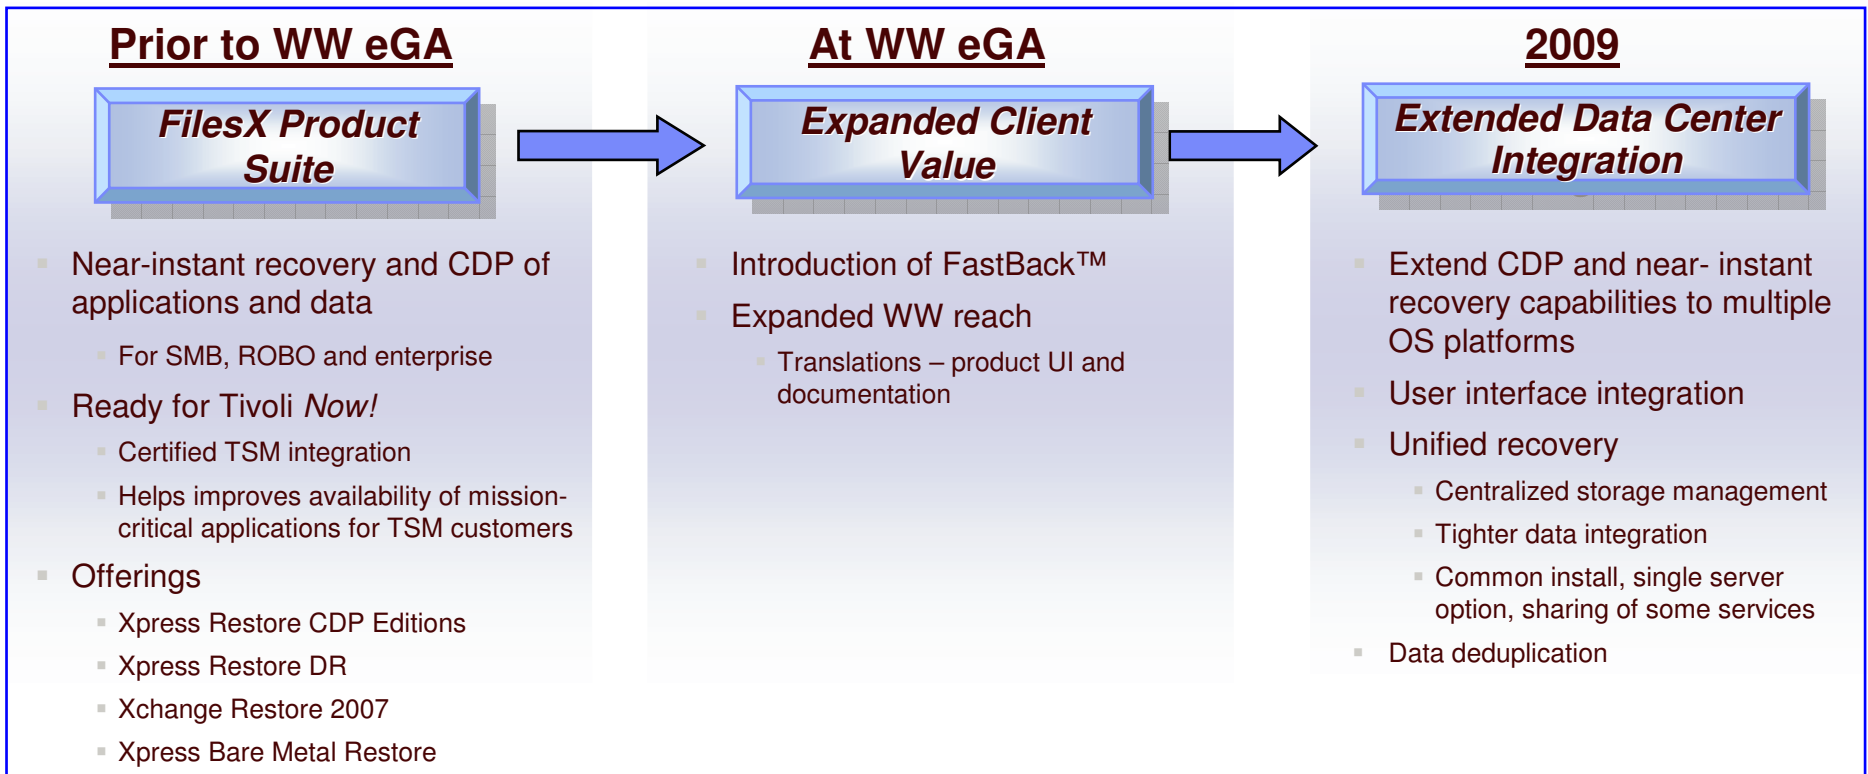 Prior to WW eGA
FilesX Product
Suite
Near-instant recovery and CDP of
applications and data
For SMB, ROBO and enterprise
Ready for Tivoli Now!
Certified TSM integration
Helps improves availability of mission-
critical applications for TSM customers
Offerings
Xpress Restore CDP Editions
Xpress Restore DR
Xchange Restore 2007
Xpress Bare Metal Restore
At WW eGA
Expanded Client
Value
Introduction of FastBack™
Expanded WW reach
Translations – product UI and
documentation
2009
Extended Data Center
Integration
Extend CDP and near- instant
recovery capabilities to multiple
OS platforms
User interface integration
Unified recovery
Centralized storage management
Tighter data integration
Common install, single server
option, sharing of some services
Data deduplication